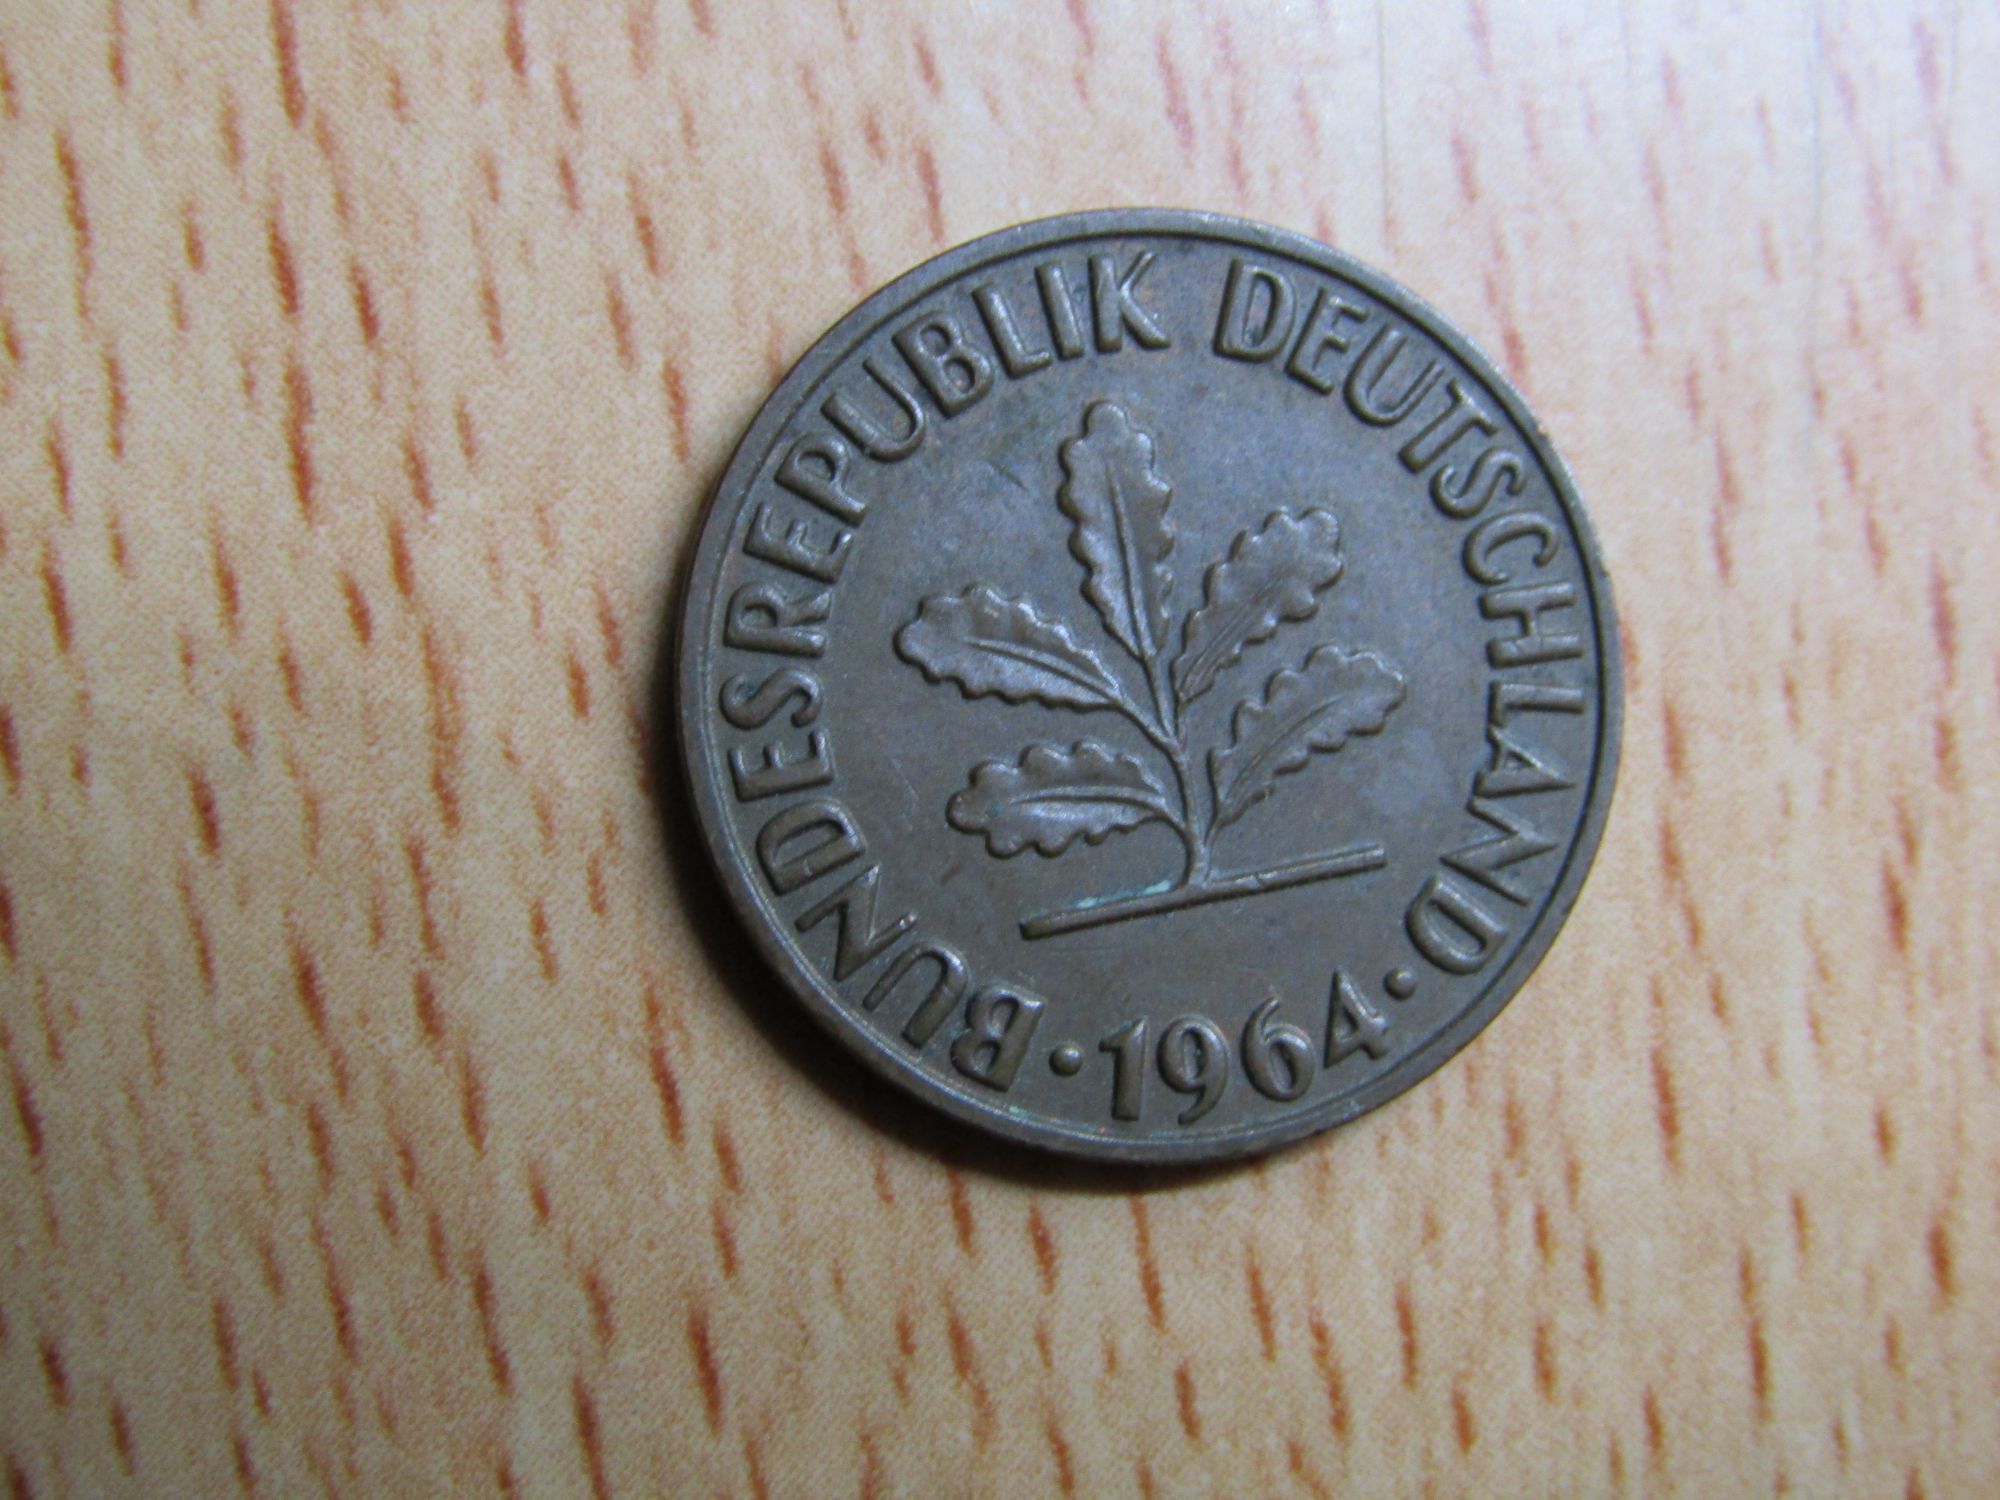 BUNDESREPUBLIK DEUTSCHLAND
· 1964 ·